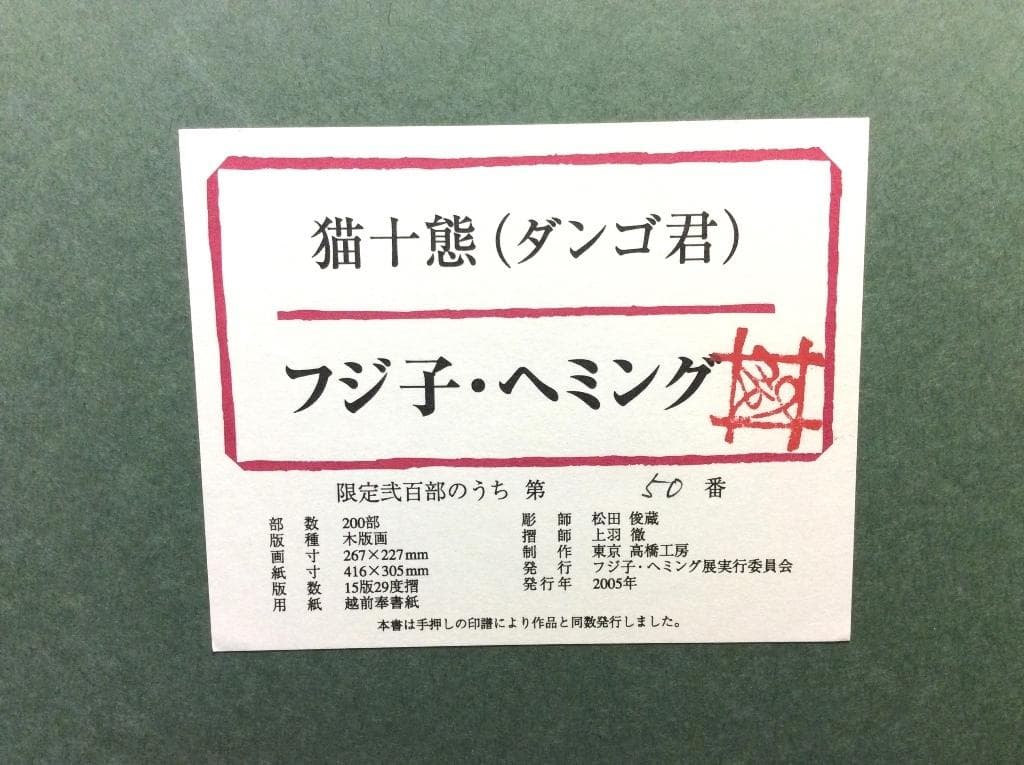 猫十態(ダンゴ君)
フジ子・ヘミング
限定弐百部のうち 第 50 番
部数 200部
版種 木版画
画寸 267×227mm
紙寸 416×305mm
版数 15版29度摺
用紙 越前奉書紙
彫師 松田 俊蔵
摺師 上羽 徹
制作 東京 高橋工房
発行 フジ子・ヘミング展実行委員会
発行年 2005年
本書は手押しの印譜により作品と同数発行しました。